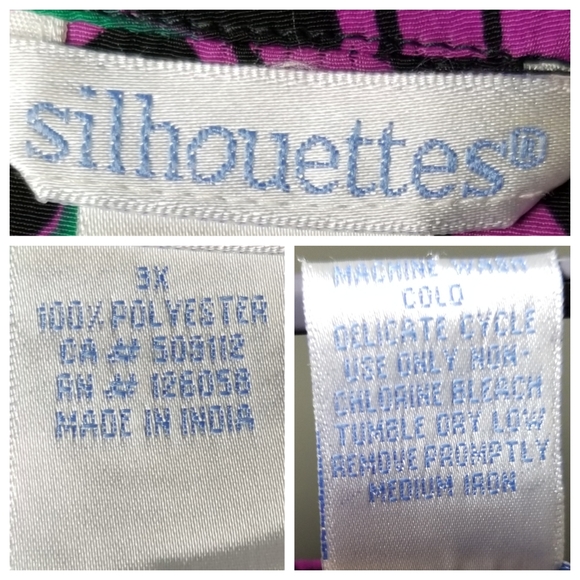 silhouettes®
3X
100% POLYESTER
CA # 509112
RN # 126058
MADE IN INDIA
MACHINE WASH
COLD
DELICATE CYCLE
USE ONLY NON-
CHLORINE BLEACH
TUMBLE DRY LOW
REMOVE PROMPTLY
MEDIUM IRON